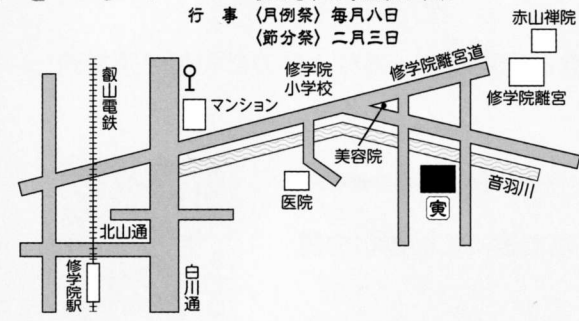 行 事 〈月例祭〉毎月八日
〈節分祭〉二月三日
赤山禅院
修学院離宮
修学院離宮道
修学院
小学校
叡山電鉄
マンション
美容院
音羽川
医院
寅
北山通
白川通
修学院駅